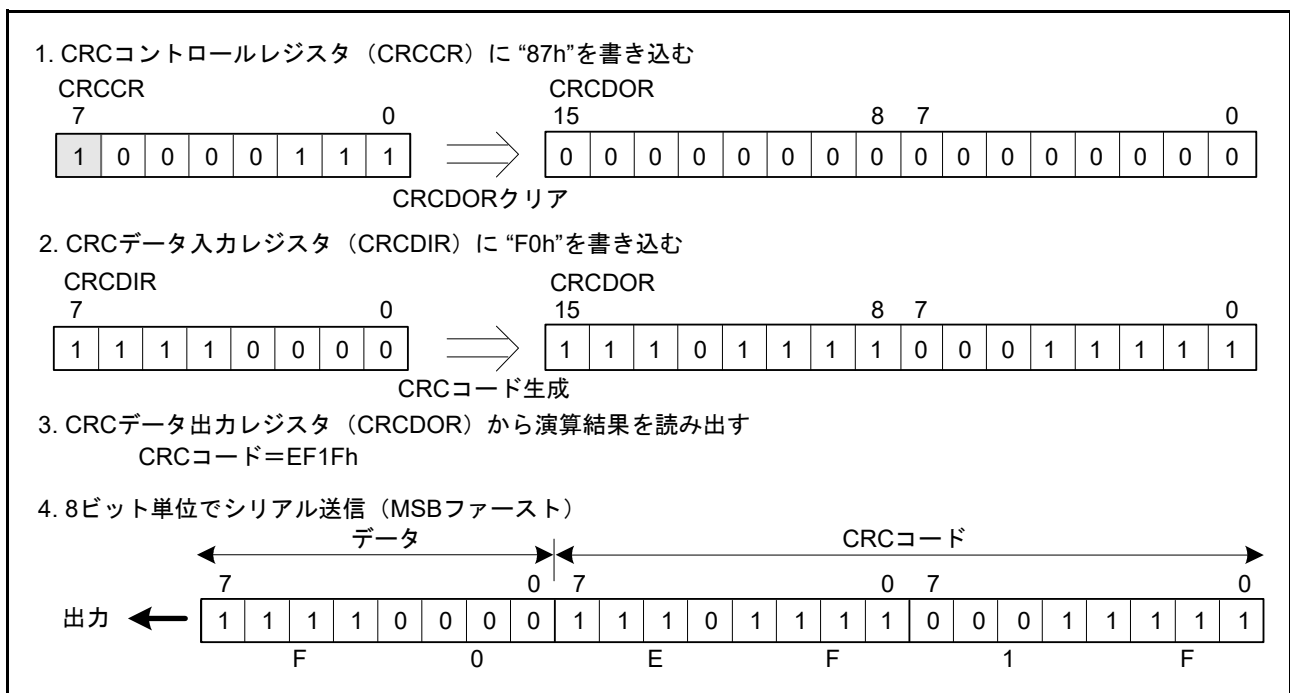 1. CRCコントロールレジスタ（CRCCR）に “87h”を書き込む
CRCCR CRCDOR
7 0 15 8 7 0
1 0 0 0 0 1 1 1 0 0 0 0 0 0 0 0 0 0 0 0 0 0 0 0
CRCDORクリア
2. CRCデータ入力レジスタ（CRCDIR）に “F0h”を書き込む
CRCDIR CRCDOR
7 0 15 8 7 0
1 1 1 1 0 0 0 0 1 1 1 0 1 1 1 1 0 0 0 1 1 1 1 1
CRCコード生成
3. CRCデータ出力レジスタ（CRCDOR）から演算結果を読み出す
CRCコード＝EF1Fh
4. 8ビット単位でシリアル送信（MSBファースト）
データ CRCコード
7 0 7 0 7 0
出力 1 1 1 1 0 0 0 0 1 1 1 0 1 1 1 1 0 0 0 1 1 1 1 1
F 0 E F 1 F